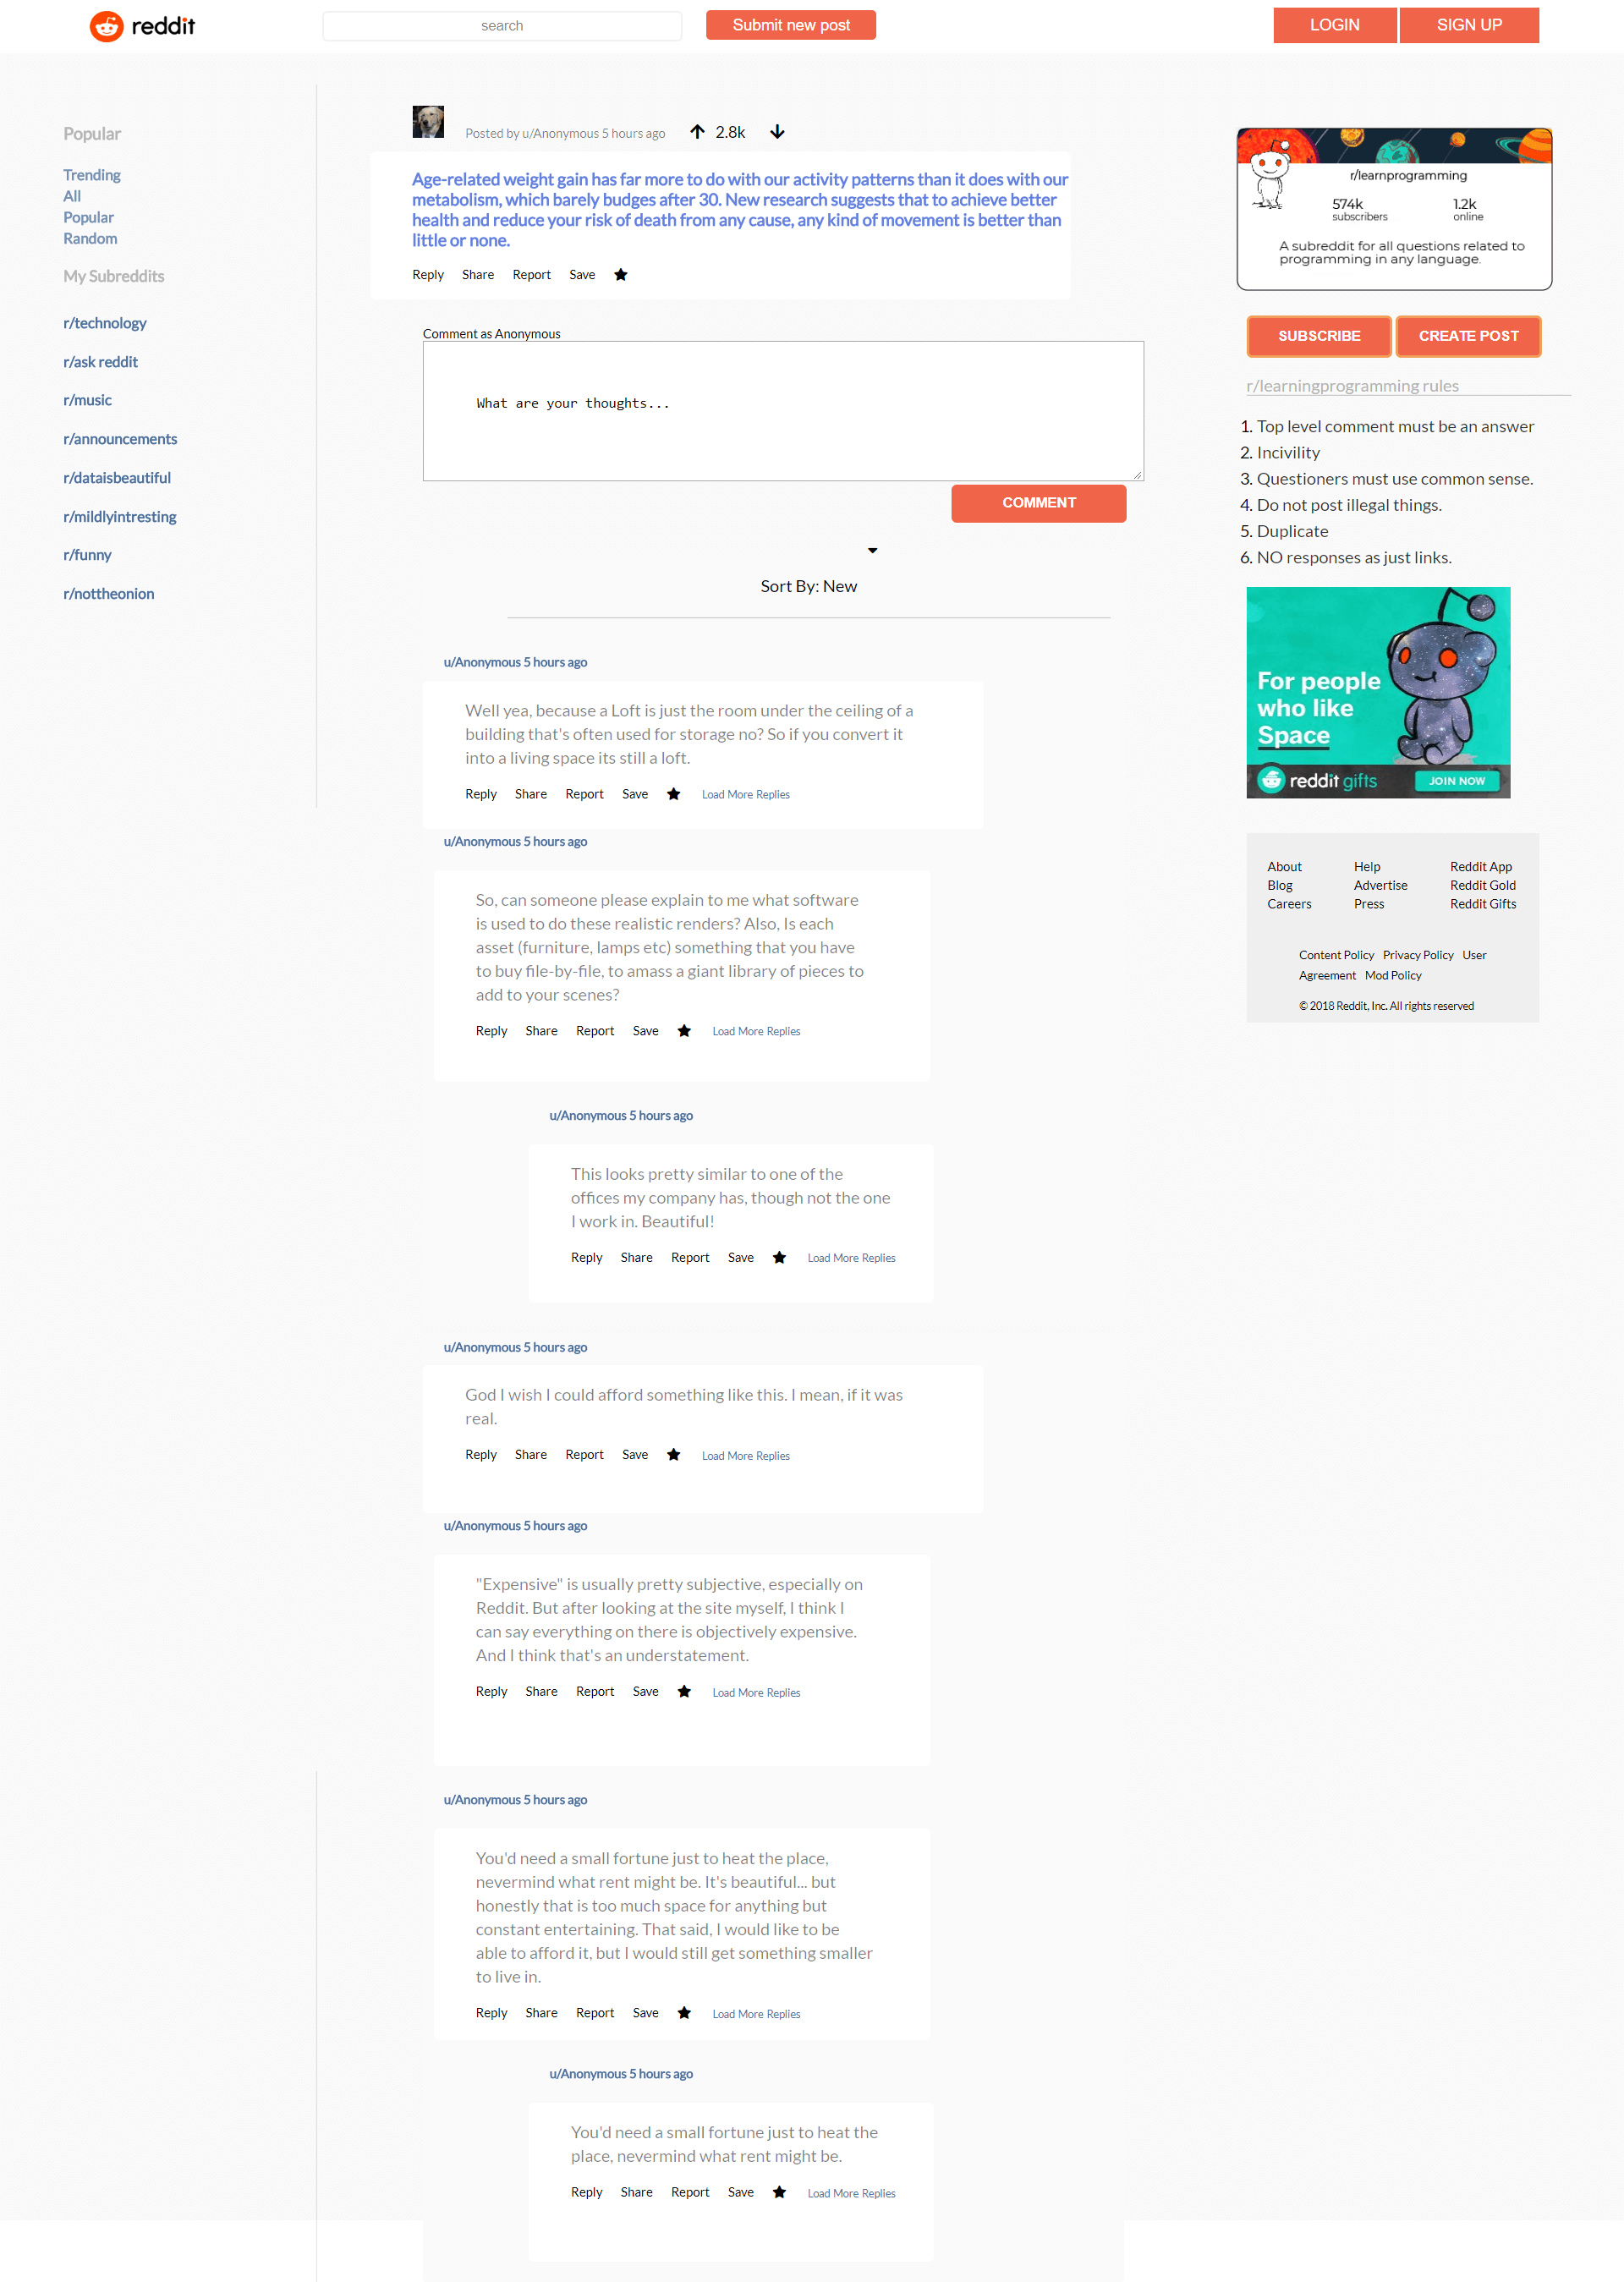 reddit
search
Submit new post
LOGIN
SIGN UP
Popular
Trending
All
Popular
Random
My Subreddits
r/technology
r/ask reddit
r/music
r/announcements
r/dataisbeautiful
r/mildlyintresting
r/funny
r/nottheonion
Posted by u/Anonymous 5 hours ago
2.8k
Age-related weight gain has far more to do with our activity patterns than it does with our
metabolism, which barely budges after 30. New research suggests that to achieve better
health and reduce your risk of death from any cause, any kind of movement is better than
little or none.
Reply Share Report Save
Comment as Anonymous
What are your thoughts...
COMMENT
Sort By: New
u/Anonymous 5 hours ago
Well yea, because a Loft is just the room under the ceiling of a
building that's often used for storage no? So if you convert it
into a living space its still a loft.
Reply Share Report Save Load More Replies
u/Anonymous 5 hours ago
So, can someone please explain to me what software
is used to do these realistic renders? Also, Is each
asset (furniture, lamps etc) something that you have
to buy file-by-file, to amass a giant library of pieces to
add to your scenes?
Reply Share Report Save Load More Replies
u/Anonymous 5 hours ago
This looks pretty similar to one of the
offices my company has, though not the one
I work in. Beautiful!
Reply Share Report Save Load More Replies
u/Anonymous 5 hours ago
God I wish I could afford something like this. I mean, if it was
real.
Reply Share Report Save Load More Replies
u/Anonymous 5 hours ago
"Expensive" is usually pretty subjective, especially on
Reddit. But after looking at the site myself, I think I
can say everything on there is objectively expensive.
And I think that's an understatement.
Reply Share Report Save Load More Replies
u/Anonymous 5 hours ago
You'd need a small fortune just to heat the place,
nevermind what rent might be. It's beautiful... but
honestly that is too much space for anything but
constant entertaining. That said, I would like to be
able to afford it, but I would still get something smaller
to live in.
Reply Share Report Save Load More Replies
u/Anonymous 5 hours ago
You'd need a small fortune just to heat the
place, nevermind what rent might be.
Reply Share Report Save Load More Replies
r/learnprogramming
574k 1.2k
subscribers online
A subreddit for all questions related to
programming in any language.
SUBSCRIBE
CREATE POST
r/learningprogramming rules
1. Top level comment must be an answer
2. Incivility
3. Questioners must use common sense.
4. Do not post illegal things.
5. Duplicate
6. NO responses as just links.
For people
who like
Space
reddit gifts
JOIN NOW
About Help Reddit App
Blog Advertise Reddit Gold
Careers Press Reddit Gifts
Content Policy Privacy Policy User
Agreement Mod Policy
© 2018 Reddit, Inc. All rights reserved